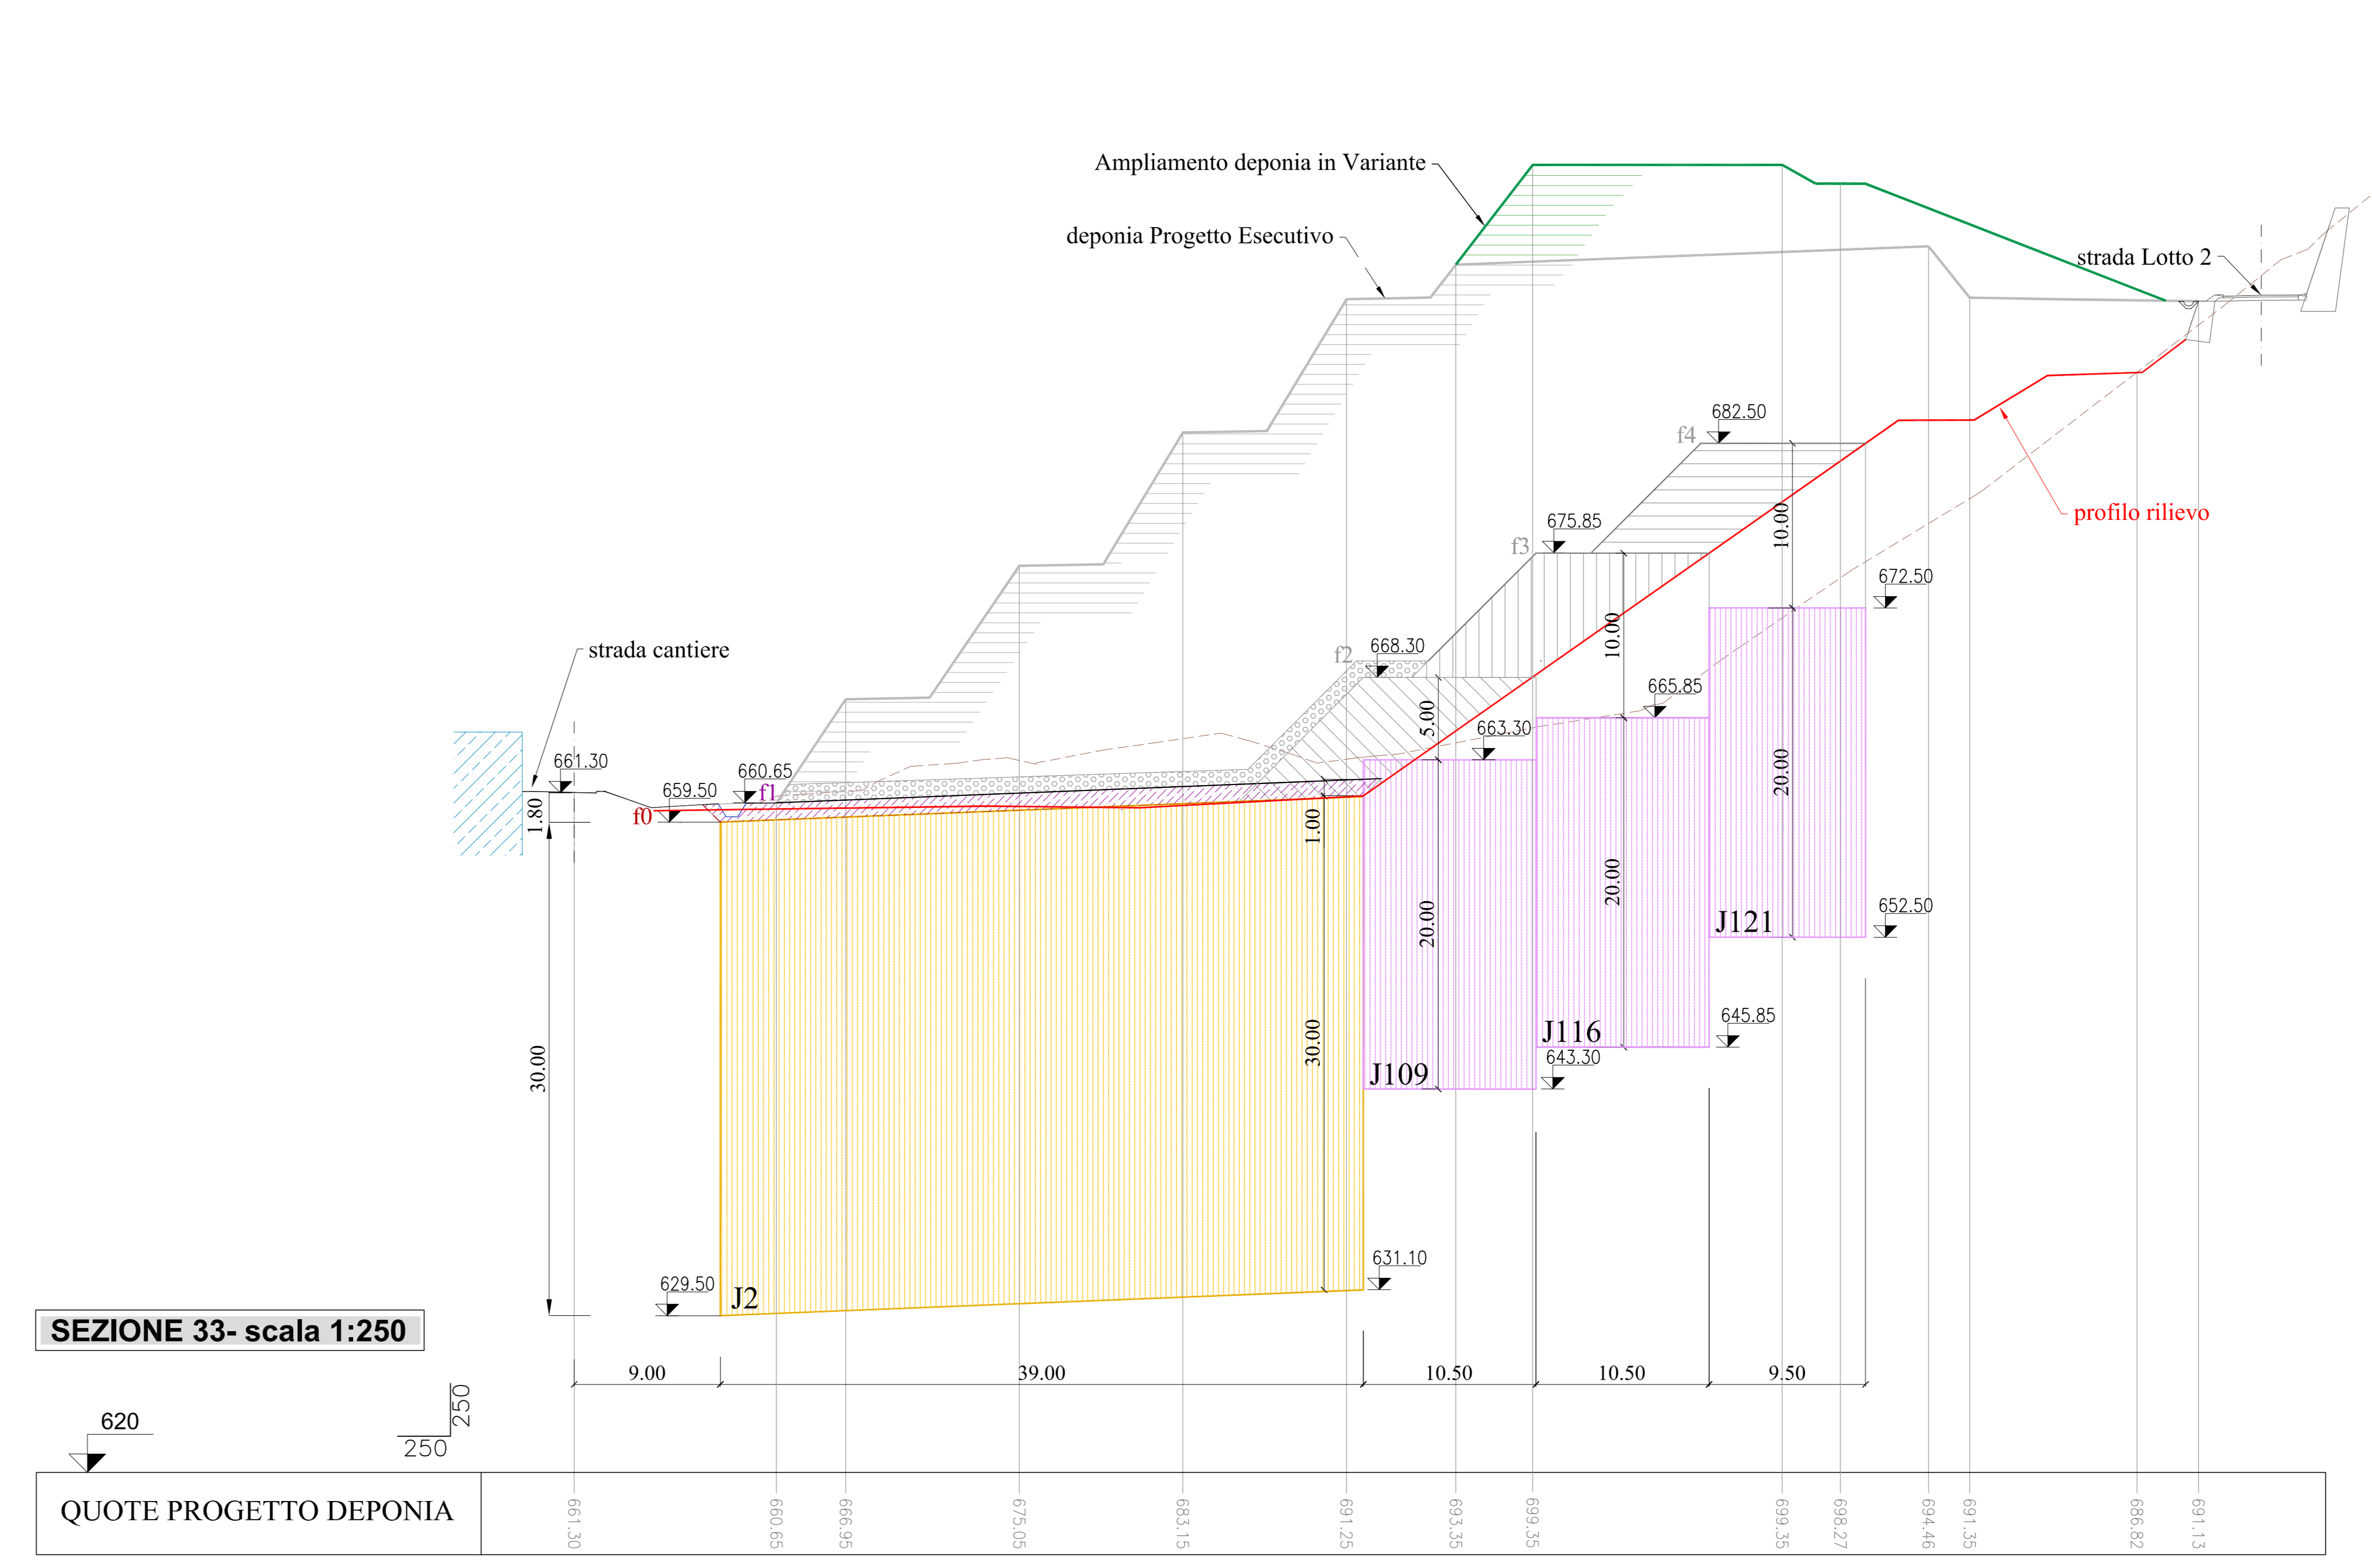 Ampliamento deponia in Variante
deponia Progetto Esecutivo
strada Lotto 2
682.50
f4
profilo rilievo
675.85
f3
10.00
672.50
10.00
668.30
f2
strada cantiere
665.85
663.30
5.00
661.30
660.65
659.50
f1
f0
1.80
1.00
20.00
20.00
20.00
652.50
J121
645.85
J116
643.30
J109
30.00
30.00
631.10
629.50
J2
SEZIONE 33- scala 1:250
9.00
39.00
10.50
10.50
9.50
620
250
250
QUOTE PROGETTO DEPONIA
661.30
660.65
666.95
675.05
683.15
691.25
693.35
699.35
699.35
698.27
694.46
691.35
686.82
691.13